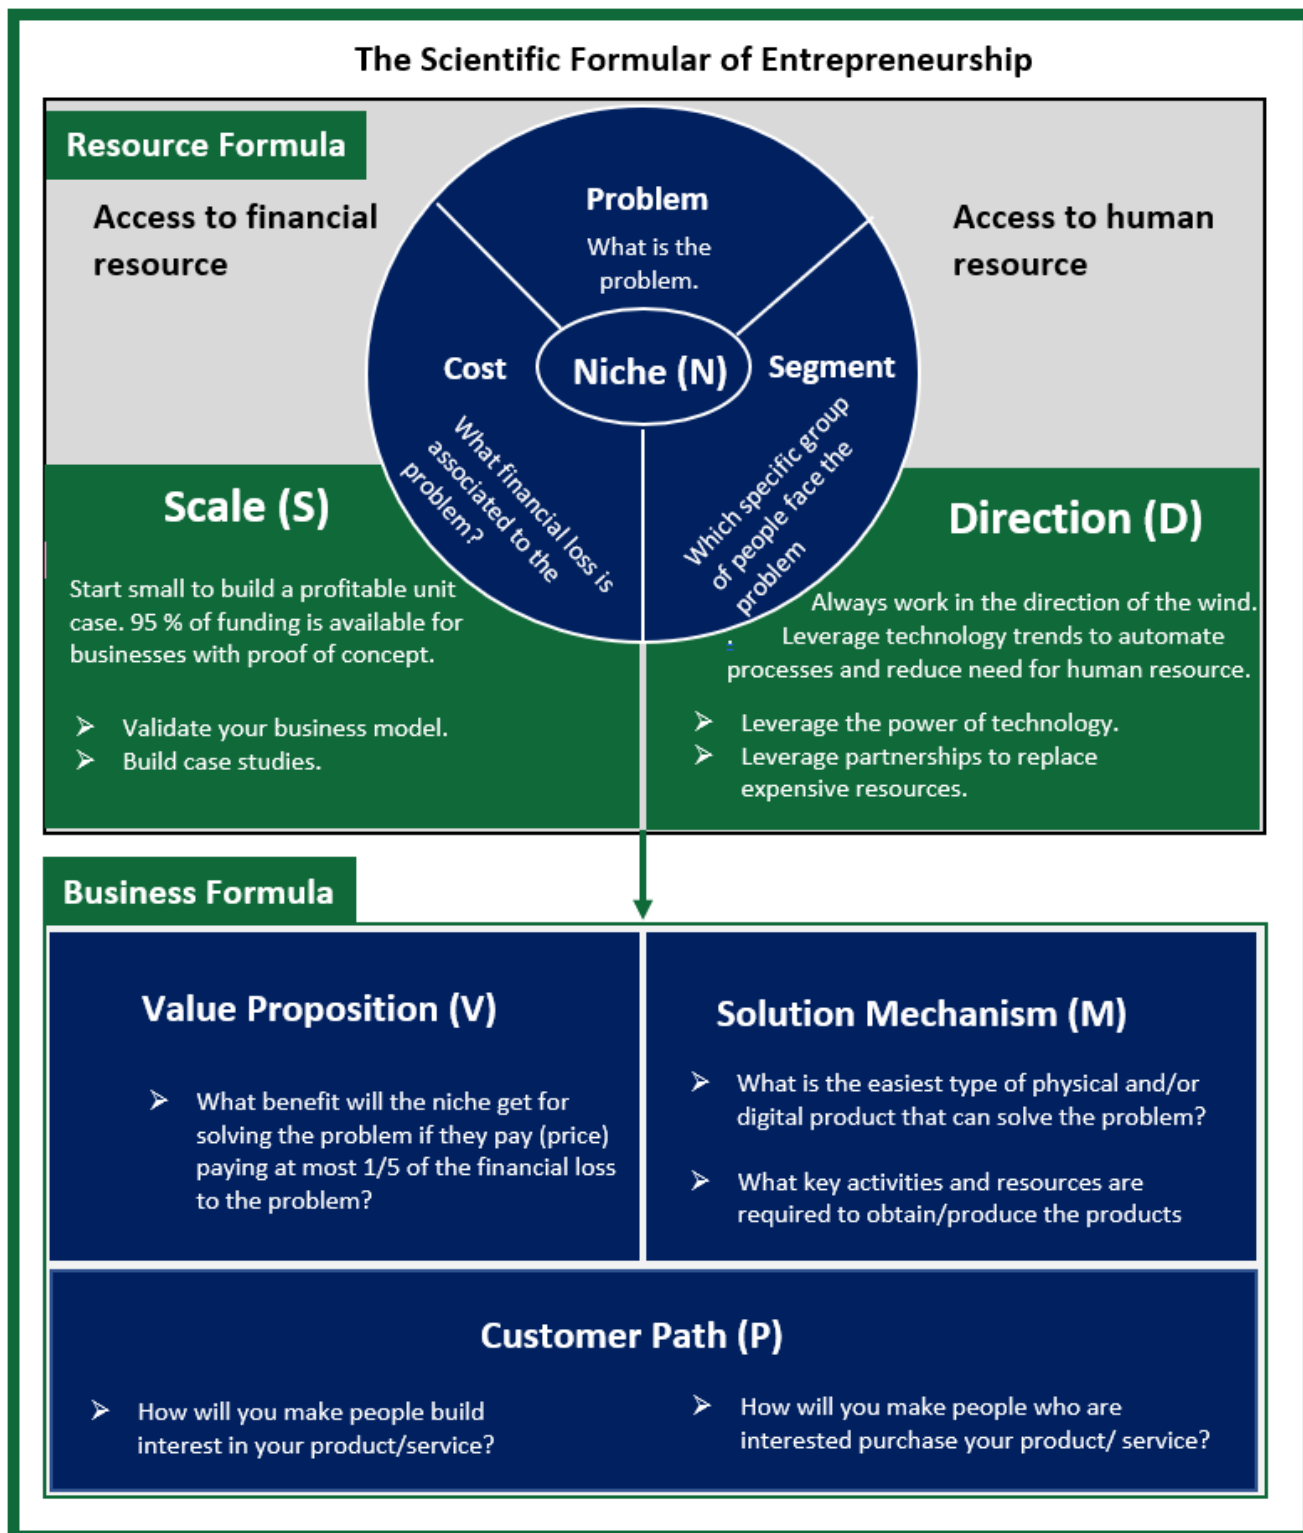 The Scientific Formular of Entrepreneurship
Resource Formula
Access to financial
resource
Access to human
resource
Problem
What is the
problem.
Cost
What financial loss is
associated to the
problem?
Niche (N)
Segment
Which specific group
of people face the
problem
Scale (S)
Start small to build a profitable unit
case. 95 % of funding is available for
businesses with proof of concept.
➢ Validate your business model.
➢ Build case studies.
Direction (D)
Always work in the direction of the wind.
. Leverage technology trends to automate
processes and reduce need for human resource.
➢ Leverage the power of technology.
➢ Leverage partnerships to replace
expensive resources.
Business Formula
Value Proposition (V)
➢ What benefit will the niche get for
solving the problem if they pay (price)
paying at most 1/5 of the financial loss
to the problem?
Solution Mechanism (M)
➢ What is the easiest type of physical and/or
digital product that can solve the problem?
➢ What key activities and resources are
required to obtain/produce the products
Customer Path (P)
➢ How will you make people build
interest in your product/service?
➢ How will you make people who are
interested purchase your product/ service?